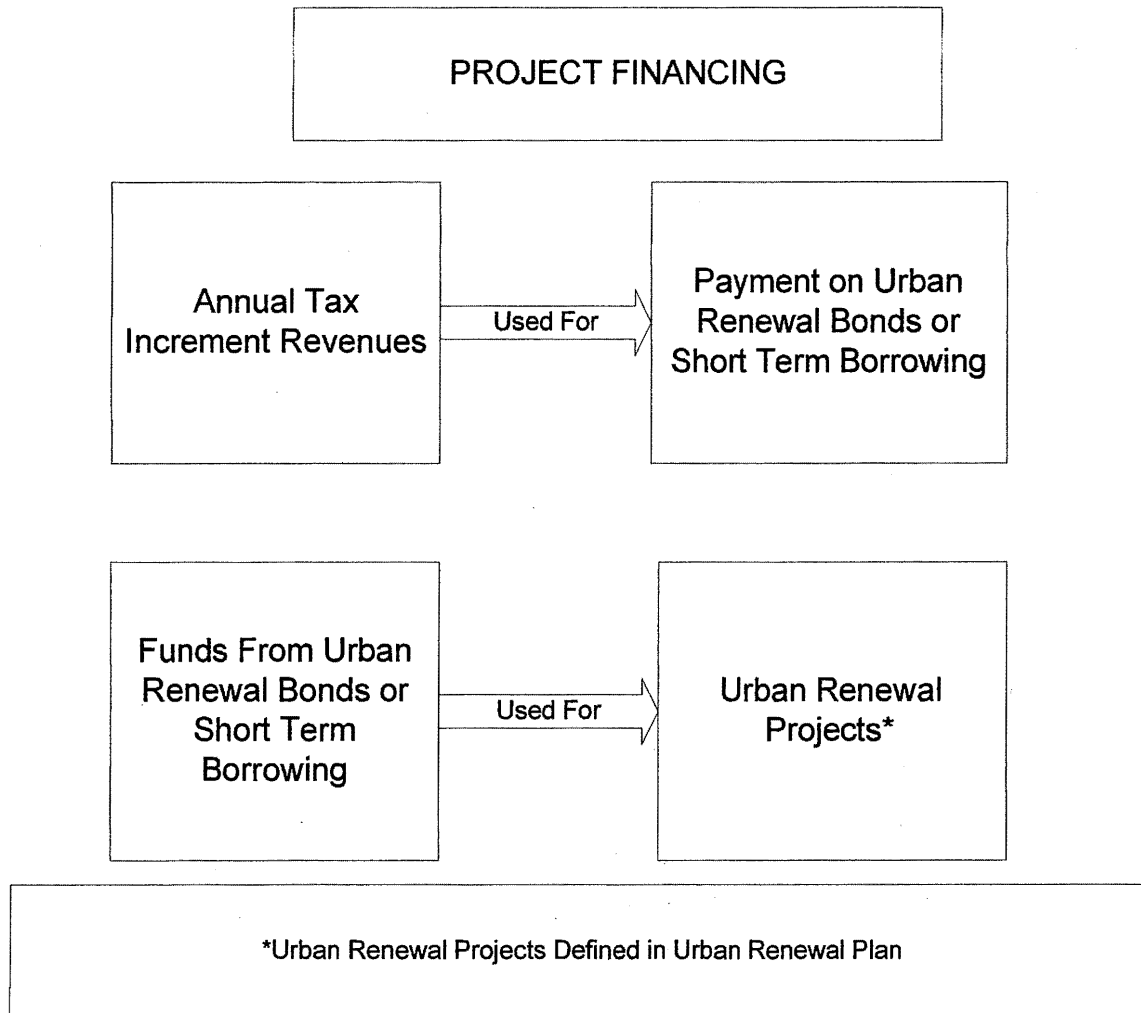 PROJECT FINANCING
Annual Tax
Increment Revenues
Used For
Payment on Urban
Renewal Bonds or
Short Term Borrowing
Funds From Urban
Renewal Bonds or
Short Term
Borrowing
Used For
Urban Renewal
Projects*
*Urban Renewal Projects Defined in Urban Renewal Plan